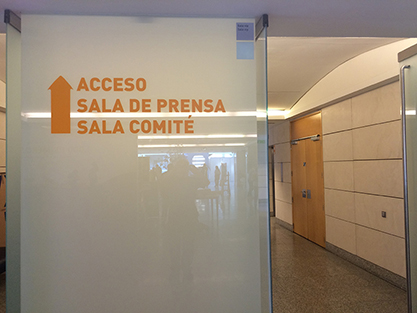 ACCESO
SALA DE PRENSA
SALA COMITÉ